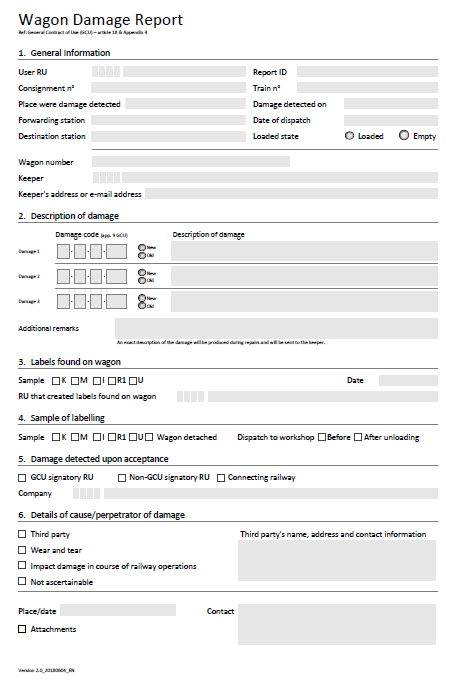 Wagon Damage Report
Ref: General Contract of Use (GCU) – article 18 & Appendix 4
1. General Information
User RU Report ID
Consignment n° Train n°
Place were damage detected Damage detected on
Forwarding station Date of dispatch
Destination station Loaded state Loaded Empty
Wagon number
Keeper
Keeper's address or e-mail address
2. Description of damage
Damage code (app. 9 GCU) Description of damage
Damage 1 - - - New
Old
Damage 2 - - - New
Old
Damage 3 - - - New
Old
Additional remarks
An exact description of the damage will be produced during repairs and will be sent to the keeper.
3. Labels found on wagon
Sample K M I R1 U Date
RU that created labels found on wagon
4. Sample of labelling
Sample K M I R1 U Wagon detached Dispatch to workshop Before After unloading
5. Damage detected upon acceptance
GCU signatory RU Non-GCU signatory RU Connecting railway
Company
6. Details of cause/perpetrator of damage
Third party Third party's name, address and contact information
Wear and tear
Impact damage in course of railway operations
Not ascertainable
Place/date Contact
Attachments
Version 2.0_20180604_EN